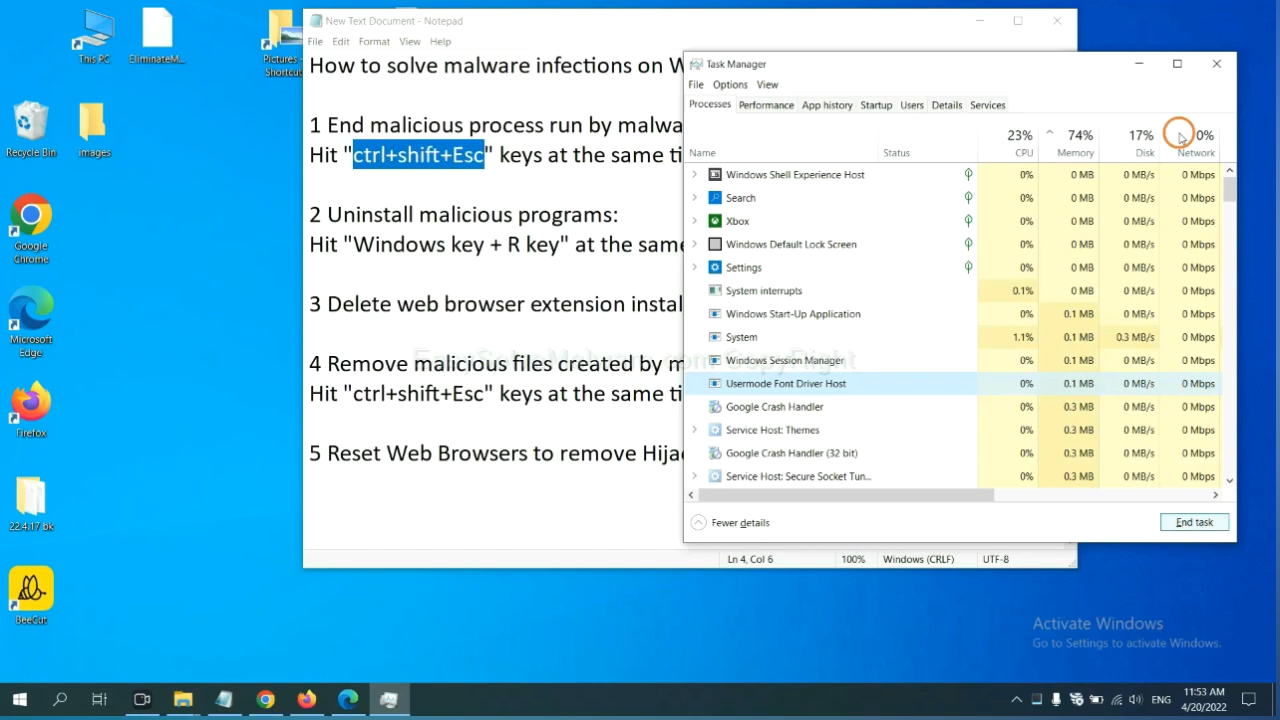 This PC
EliminateM...
Pictures -
Shortcut
Recycle Bin
images
Google
Chrome
Microsoft
Edge
Firefox
22.4.17 bk
BeeCut
New Text Document - Notepad
File Edit Format View Help
How to solve malware infections on W
1 End malicious process run by malwa
Hit "ctrl+shift+Esc" keys at the same ti
2 Uninstall malicious programs:
Hit "Windows key + R key" at the same
3 Delete web browser extension instal
4 Remove malicious files created by m
Hit "ctrl+shift+Esc" keys at the same ti
5 Reset Web Browsers to remove Hijac
Ln 4, Col 6 100% Windows (CRLF) UTF-8
Task Manager
File Options View
Processes Performance App history Startup Users Details Services
23% 74% 17% 0%
Name Status CPU Memory Disk Network
Windows Shell Experience Host 0% 0 MB 0 MB/s 0 Mbps
Search 0% 0 MB 0 MB/s 0 Mbps
Xbox 0% 0 MB 0 MB/s 0 Mbps
Windows Default Lock Screen 0% 0 MB 0 MB/s 0 Mbps
Settings 0% 0 MB 0 MB/s 0 Mbps
System interrupts 0.1% 0 MB 0 MB/s 0 Mbps
Windows Start-Up Application 0% 0.1 MB 0 MB/s 0 Mbps
System 1.1% 0.1 MB 0.3 MB/s 0 Mbps
Windows Session Manager 0% 0.1 MB 0 MB/s 0 Mbps
Usermode Font Driver Host 0% 0.1 MB 0 MB/s 0 Mbps
Google Crash Handler 0% 0.3 MB 0 MB/s 0 Mbps
Service Host: Themes 0% 0.3 MB 0 MB/s 0 Mbps
Google Crash Handler (32 bit) 0% 0.3 MB 0 MB/s 0 Mbps
Service Host: Secure Socket Tun... 0% 0.3 MB 0 MB/s 0 Mbps
Fewer details End task
Activate Windows
Go to Settings to activate Windows.
ENG
11:53 AM
4/20/2022